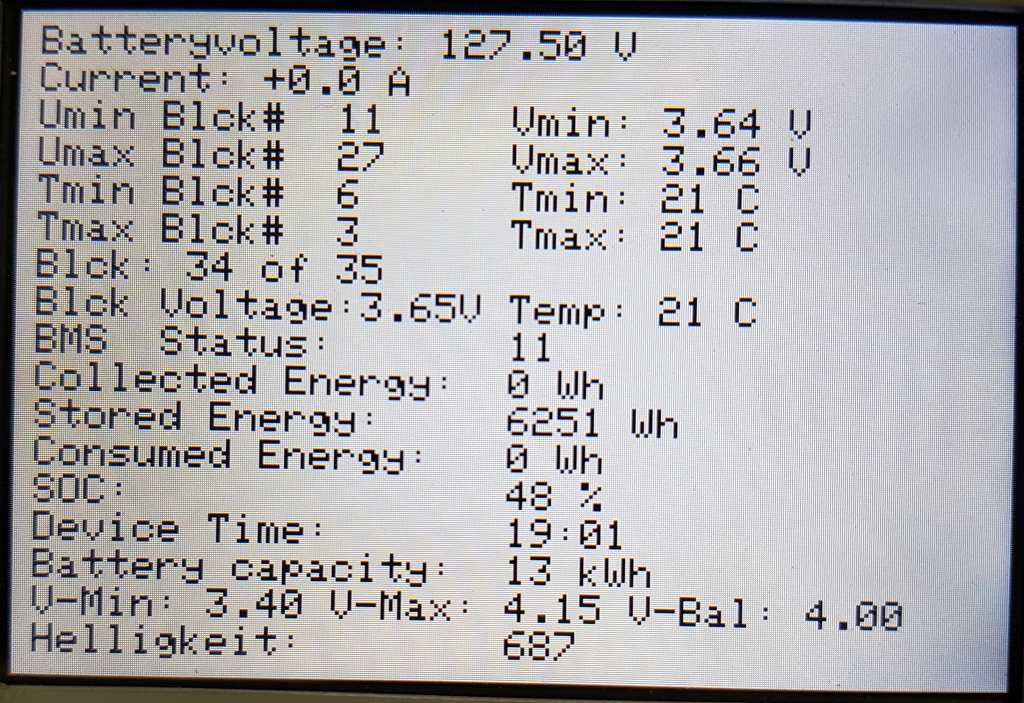 Batteryvoltage: 127.50 V
Current: +0.0 A
Umin Blck# 11 Vmin: 3.64 V
Umax Blck# 27 Vmax: 3.66 V
Tmin Blck# 6 Tmin: 21 C
Tmax Blck# 3 Tmax: 21 C
Blck: 34 of 35
Blck Voltage:3.65V Temp: 21 C
BMS Status: 11
Collected Energy: 0 Wh
Stored Energy: 6251 Wh
Consumed Energy: 0 Wh
SOC: 48 %
Device Time: 19:01
Battery capacity: 13 kWh
V-Min: 3.40 V-Max: 4.15 V-Bal: 4.00
Helligkeit: 687